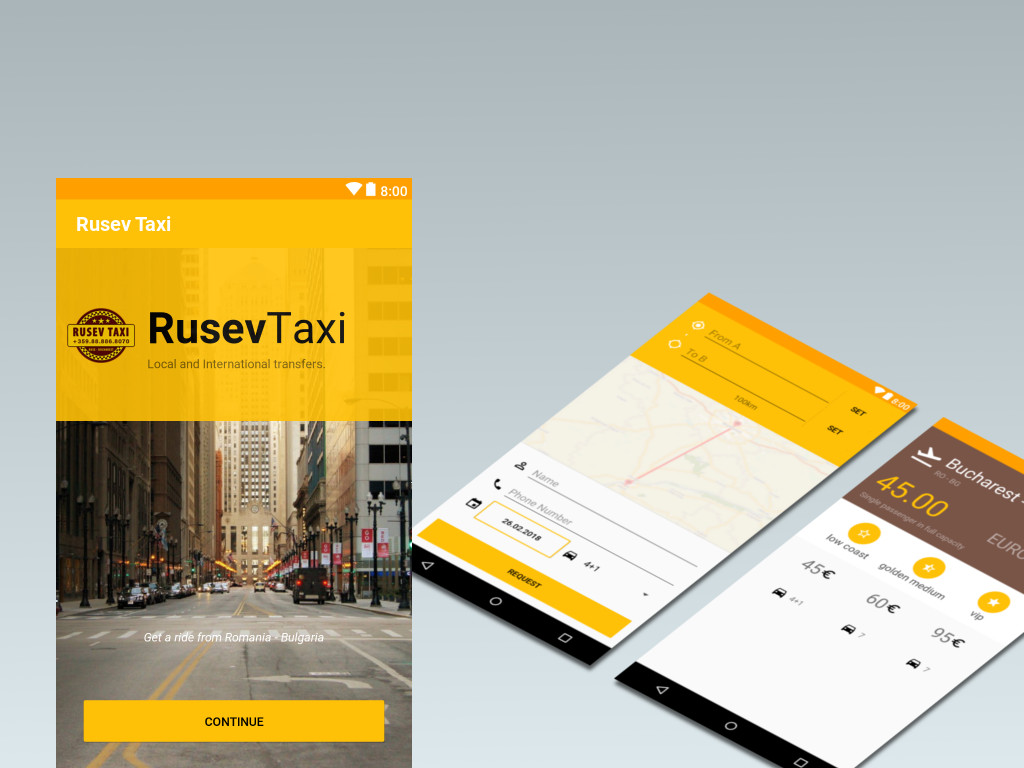 8:00
Rusev Taxi
RUSEV TAXI
+359.88.866.8070
RusevTaxi
Local and International transfers.
Get a ride from Romania - Bulgaria
CONTINUE
8:00
From A
SET
To B
SET
100km
Name
Phone Number
26.02.2018
4+1
REQUEST
Bucharest
RO - BG
45.00
EURO
Single passenger in full capacity
low coast
golden medium
vip
45€
60€
95€
4+1
7
7